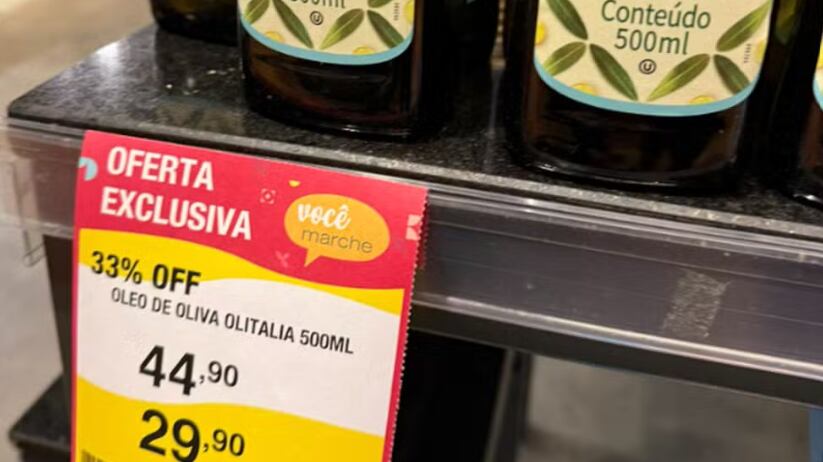 Conteúdo
500ml
U
OFERTA
EXCLUSIVA
você
marche
33% OFF
OLEO DE OLIVA OLITALIA 500ML
44,90
29,90